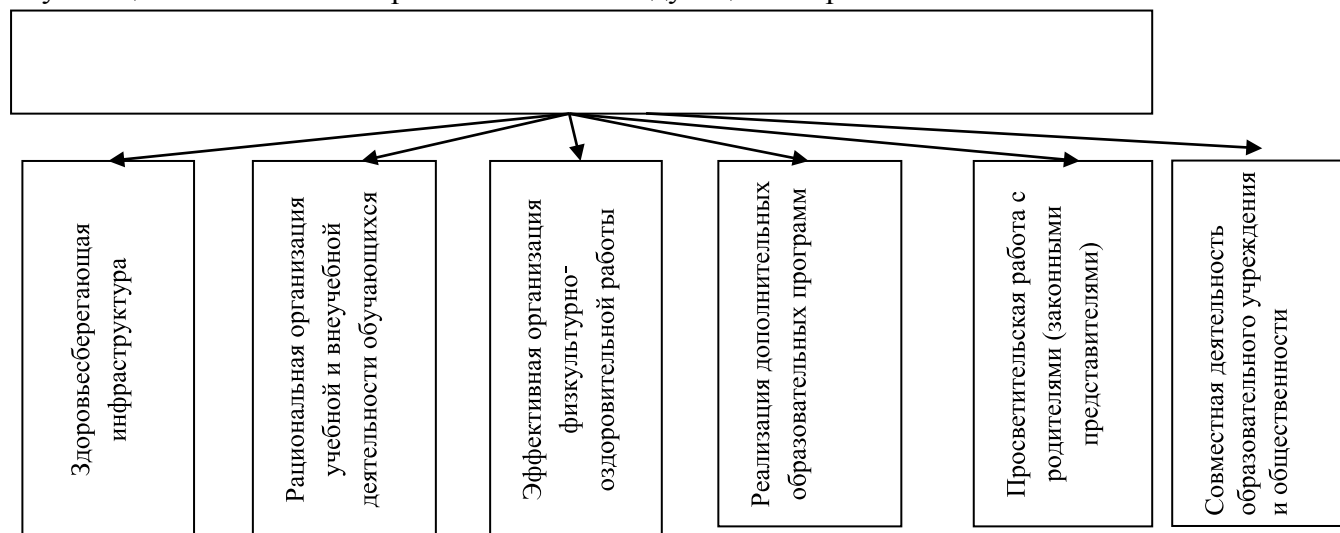 Здоровьесберегающая
инфраструктура
Рациональная организация
учебной и внеучебной
деятельности обучающихся
Эффективная организация
физкультурно-
оздоровительной работы
Реализация дополнительных
образовательных программ
Просветительская работа с
родителями (законными
представителями)
Совместная деятельность
образовательного учреждения
и общественности